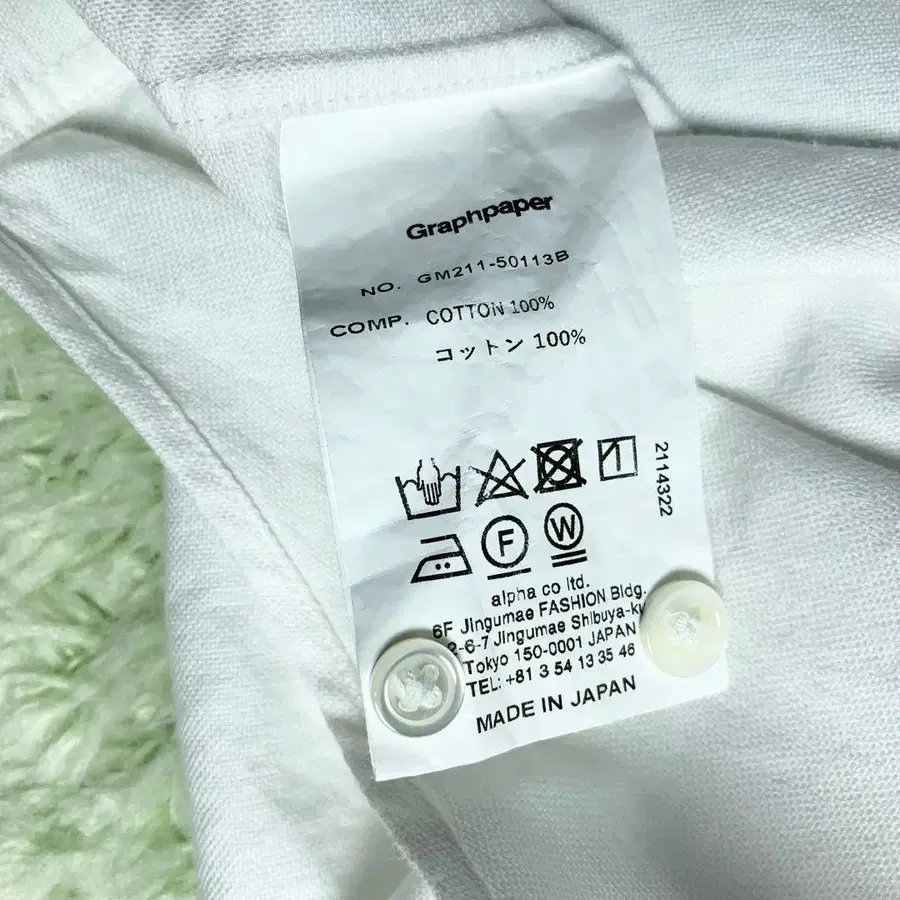 Graphpaper
NO. GM211-50113B
COMP. COTTON 100%
コットン 100%
2114322
F W
alpha co ltd.
6F Jingumae FASHION Bldg.
2-6-7 Jingumae Shibuya-ku
Tokyo 150-0001 JAPAN
TEL: +81 3 54 13 35 46
MADE IN JAPAN